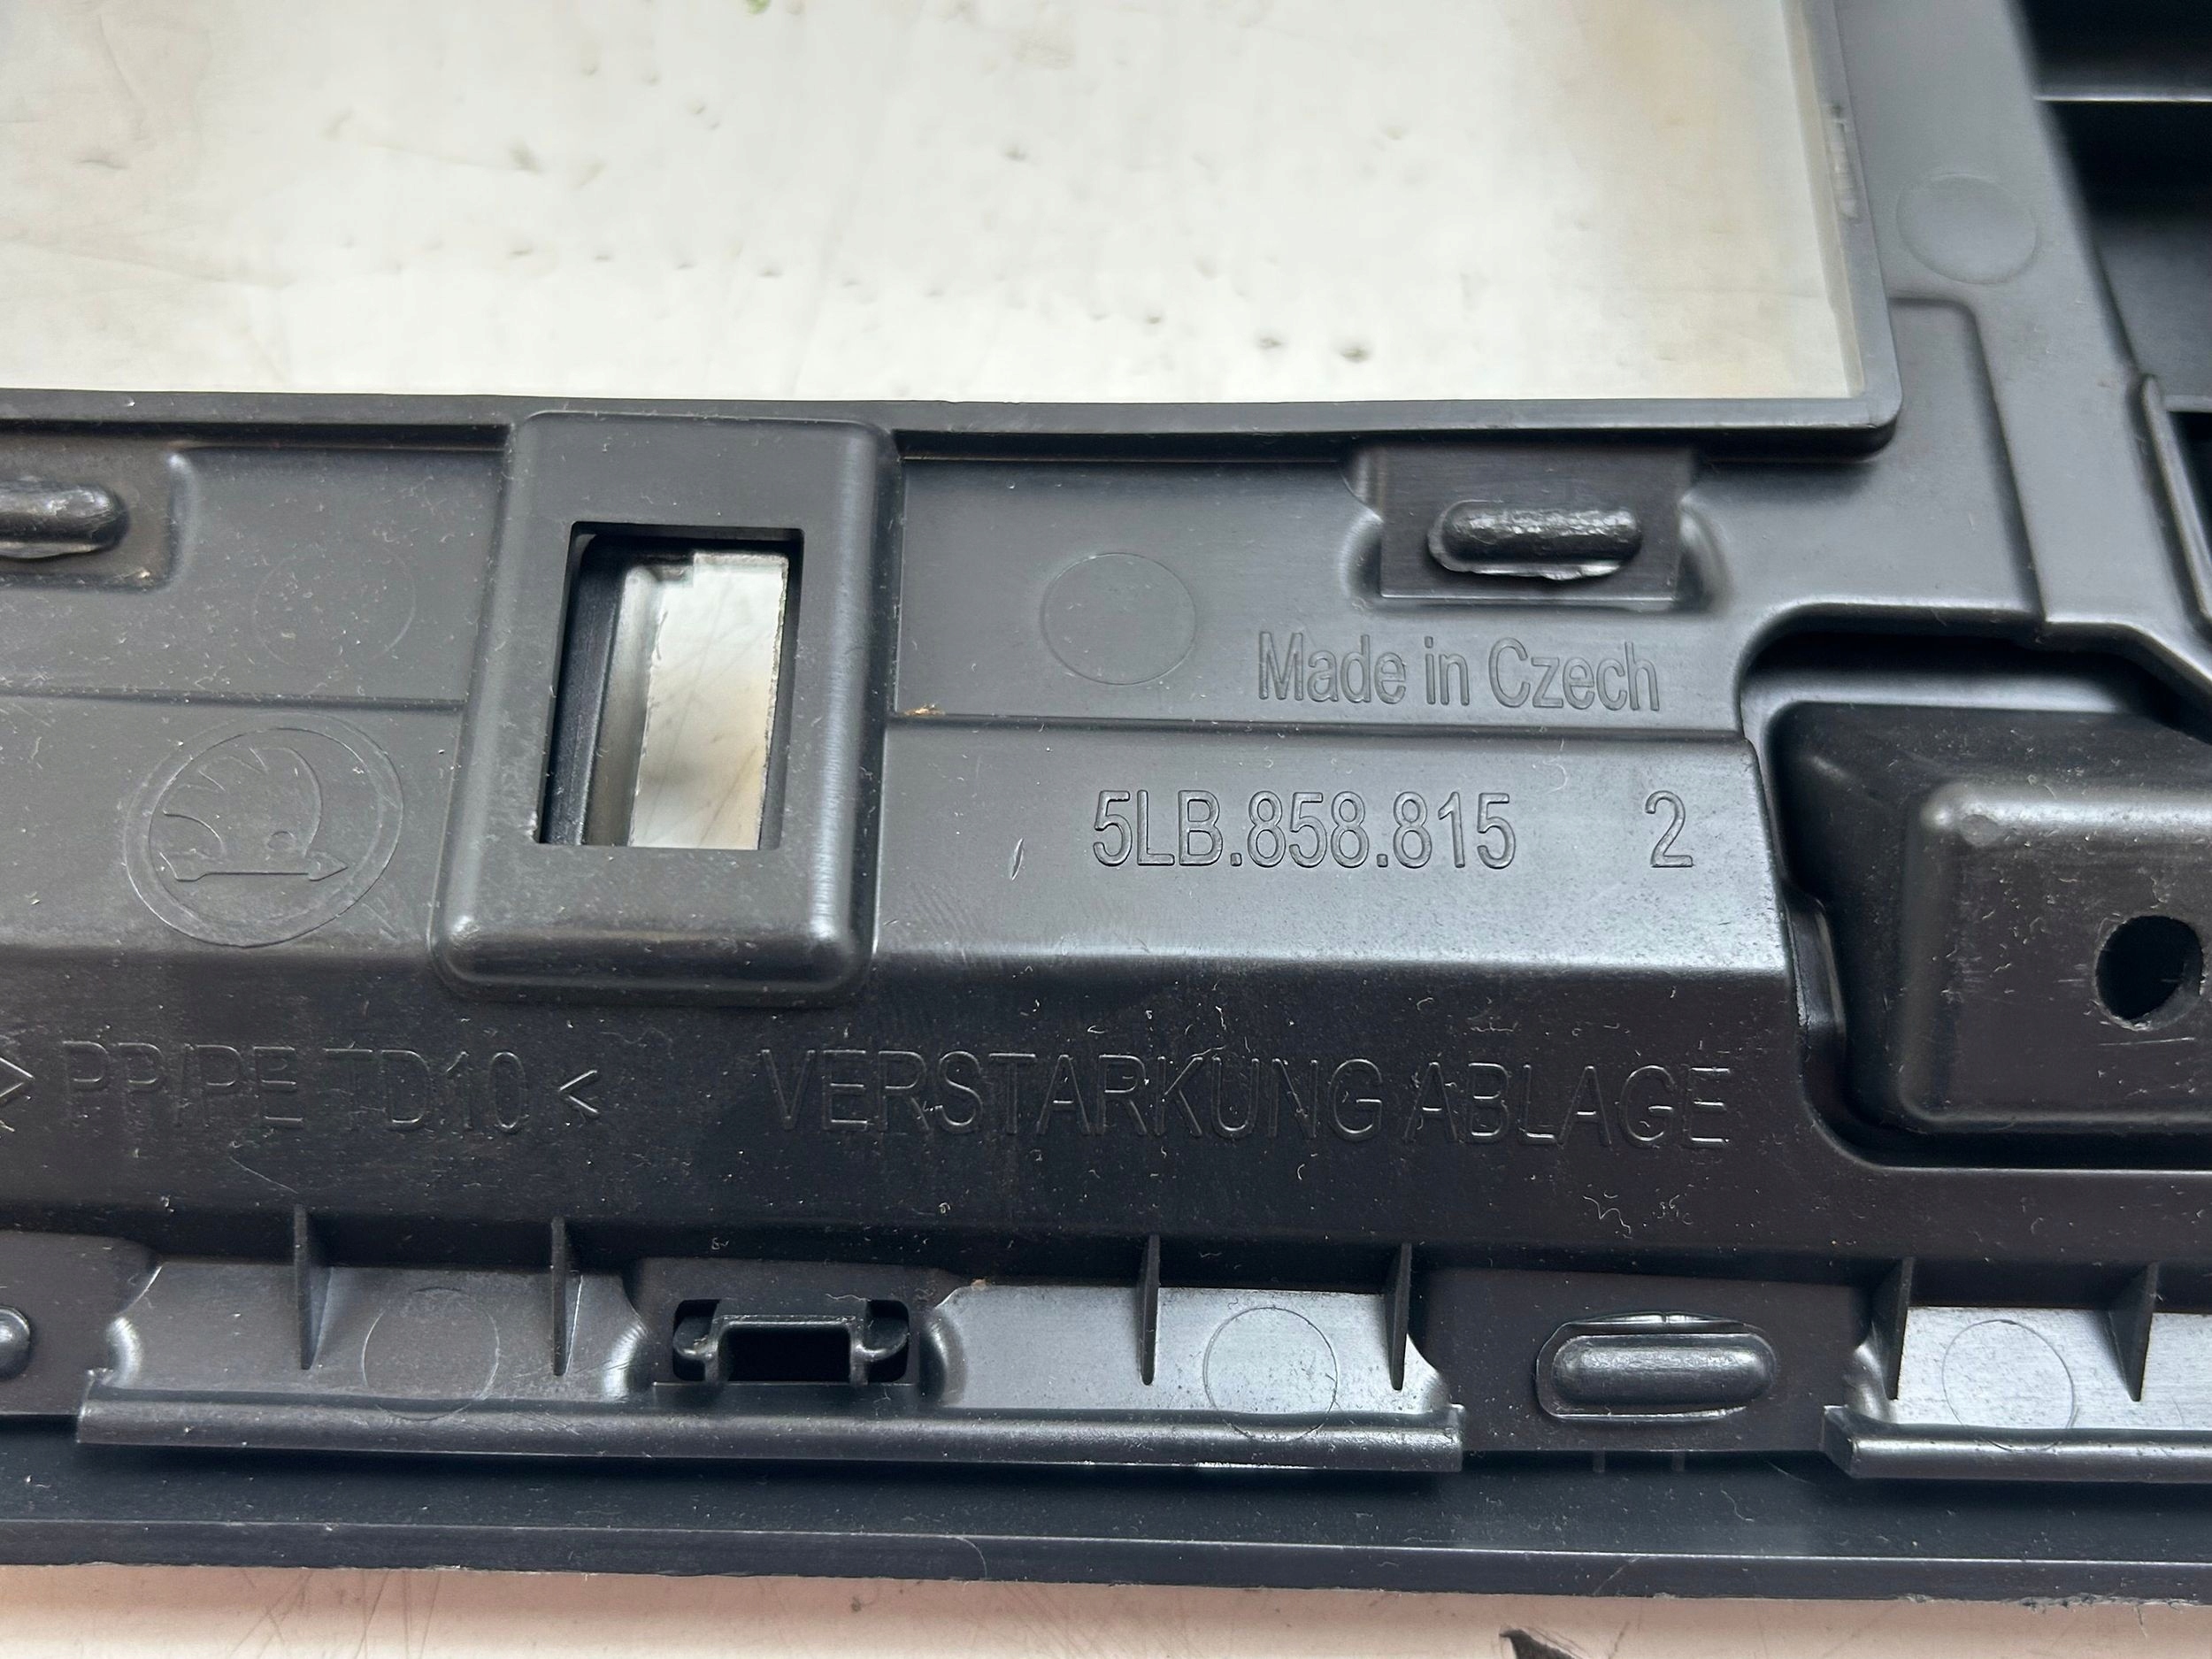 Made in Czech
5LB.858.815 2
> PP/PE TD10 < VERSTARKUNG ABLAGE